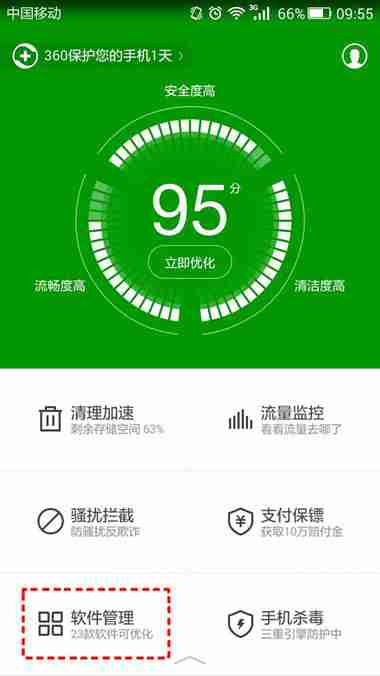 中国移动 3G 66% 09:55
360保护您的手机1天
安全度高
95分
立即优化
流畅度高 清洁度高
清理加速 流量监控
剩余存储空间 63% 看看流量去哪了
骚扰拦截 支付保镖
防骚扰反欺诈 获取10万赔付金
软件管理 手机杀毒
23款软件可优化 三重引擎防护中